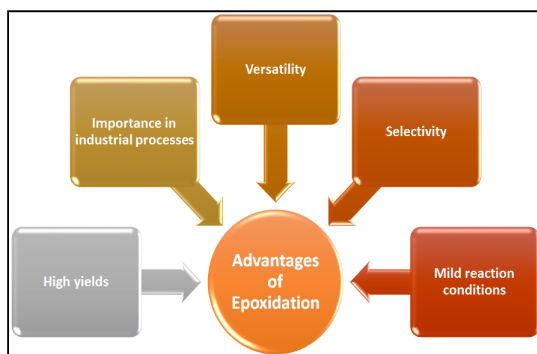 Versatility
Importance in
industrial processes
Selectivity
High yields
Advantages
of
Epoxidation
Mild reaction
conditions